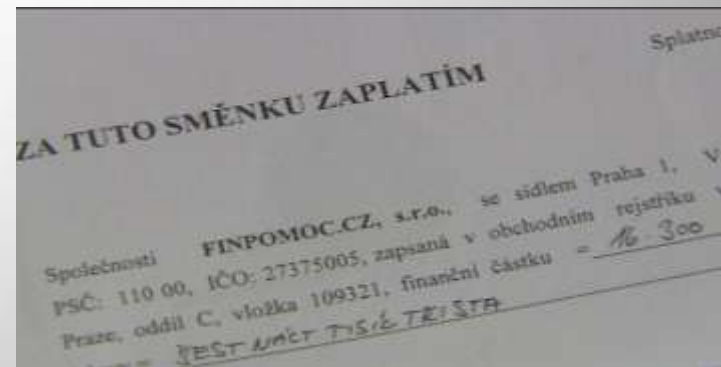 Splatno
ZA TUTO SMĚNKU ZAPLATÍM
Společnosti FINPOMOC.CZ, s.r.o., se sídlem Praha 1, V
PSČ: 110 00, IČO: 27375005, zapsaná v obchodním rejstříku v
Praze, oddíl C, vložka 109321, finanční částku = 16 300
= ŠESTNÁCT TISÍC TŘISTA